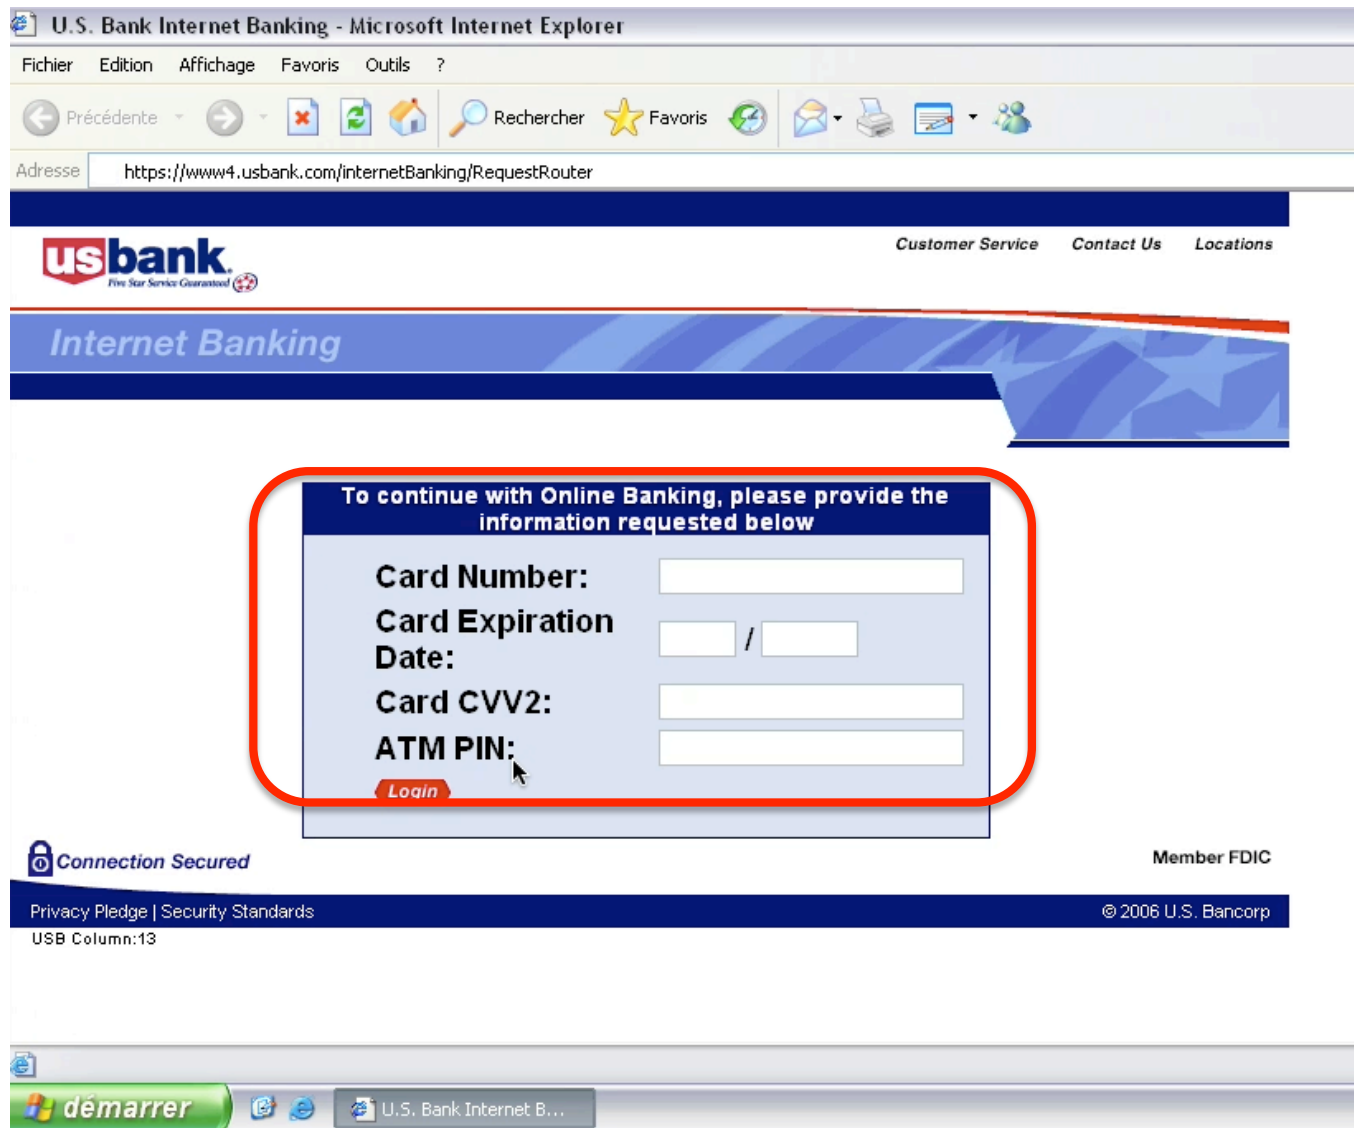 U.S. Bank Internet Banking - Microsoft Internet Explorer
Fichier Edition Affichage Favoris Outils ?
Précédente Rechercher Favoris
Adresse https://www4.usbank.com/internetBanking/RequestRouter
usbank.
Five Star Service Guaranteed
Customer Service Contact Us Locations
Internet Banking
To continue with Online Banking, please provide the
information requested below
Card Number:
Card Expiration
Date:
/
Card CVV2:
ATM PIN:
Login
Connection Secured
Member FDIC
Privacy Pledge | Security Standards
© 2006 U.S. Bancorp
USB Column:13
démarrer
U.S. Bank Internet B...